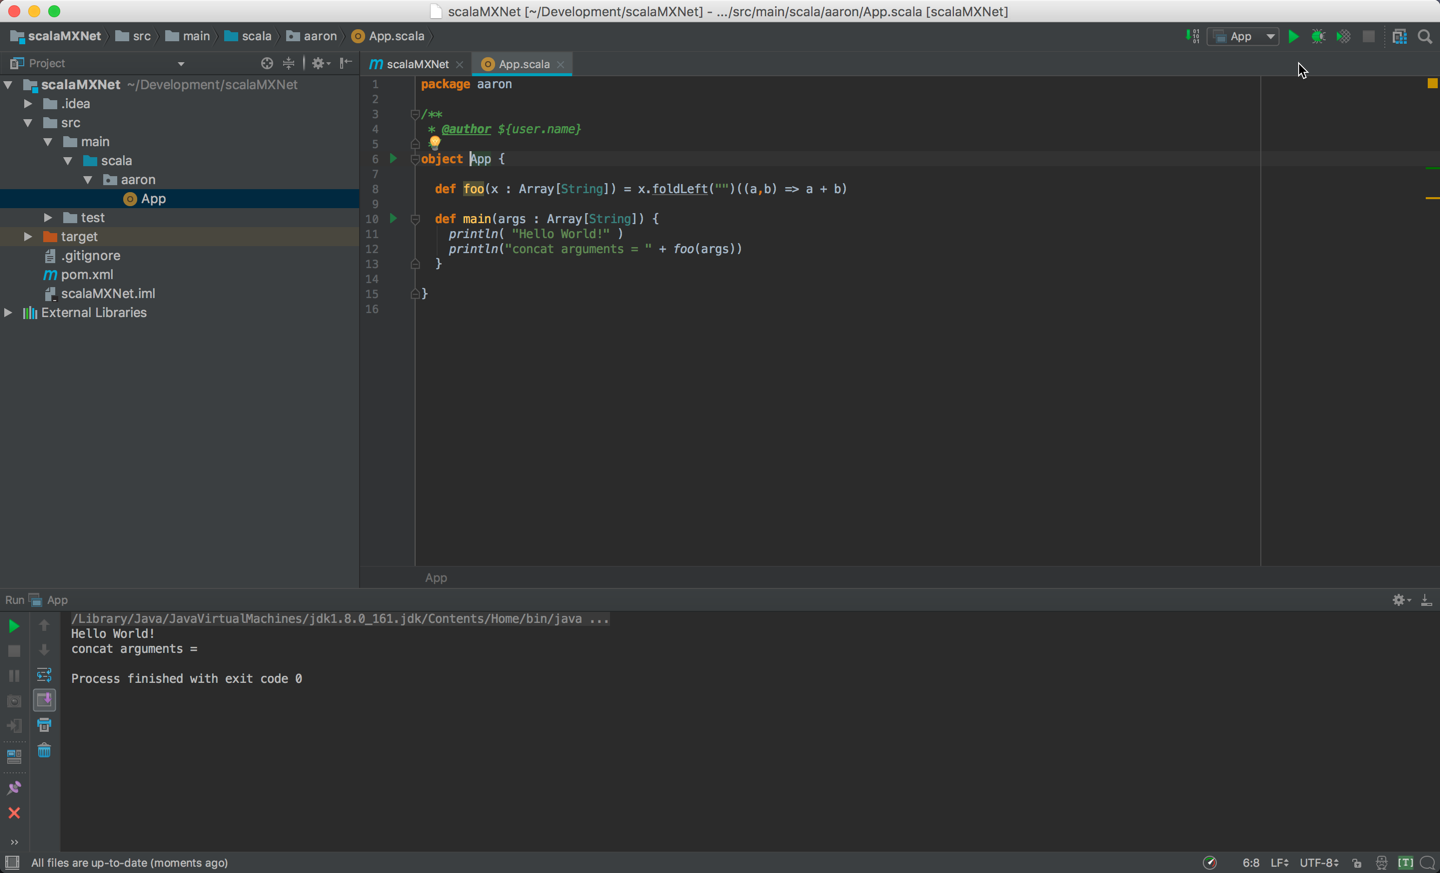 scalaMXNet [~/Development/scalaMXNet] - .../src/main/scala/aaron/App.scala [scalaMXNet]
scalaMXNet src main scala aaron App.scala App
Project
scalaMXNet App.scala
scalaMXNet ~/Development/scalaMXNet
.idea
src
main
scala
aaron
App
test
target
.gitignore
pom.xml
scalaMXNet.iml
External Libraries
1 package aaron
2
3 /**
4 * @author ${user.name}
5
6 object App {
7
8 def foo(x : Array[String]) = x.foldLeft("")((a,b) => a + b)
9
10 def main(args : Array[String]) {
11 println( "Hello World!" )
12 println("concat arguments = " + foo(args))
13 }
14
15 }
16
App
Run App
/Library/Java/JavaVirtualMachines/jdk1.8.0_161.jdk/Contents/Home/bin/java ...
Hello World!
concat arguments =
Process finished with exit code 0
All files are up-to-date (moments ago) 6:8 LF UTF-8 [T]